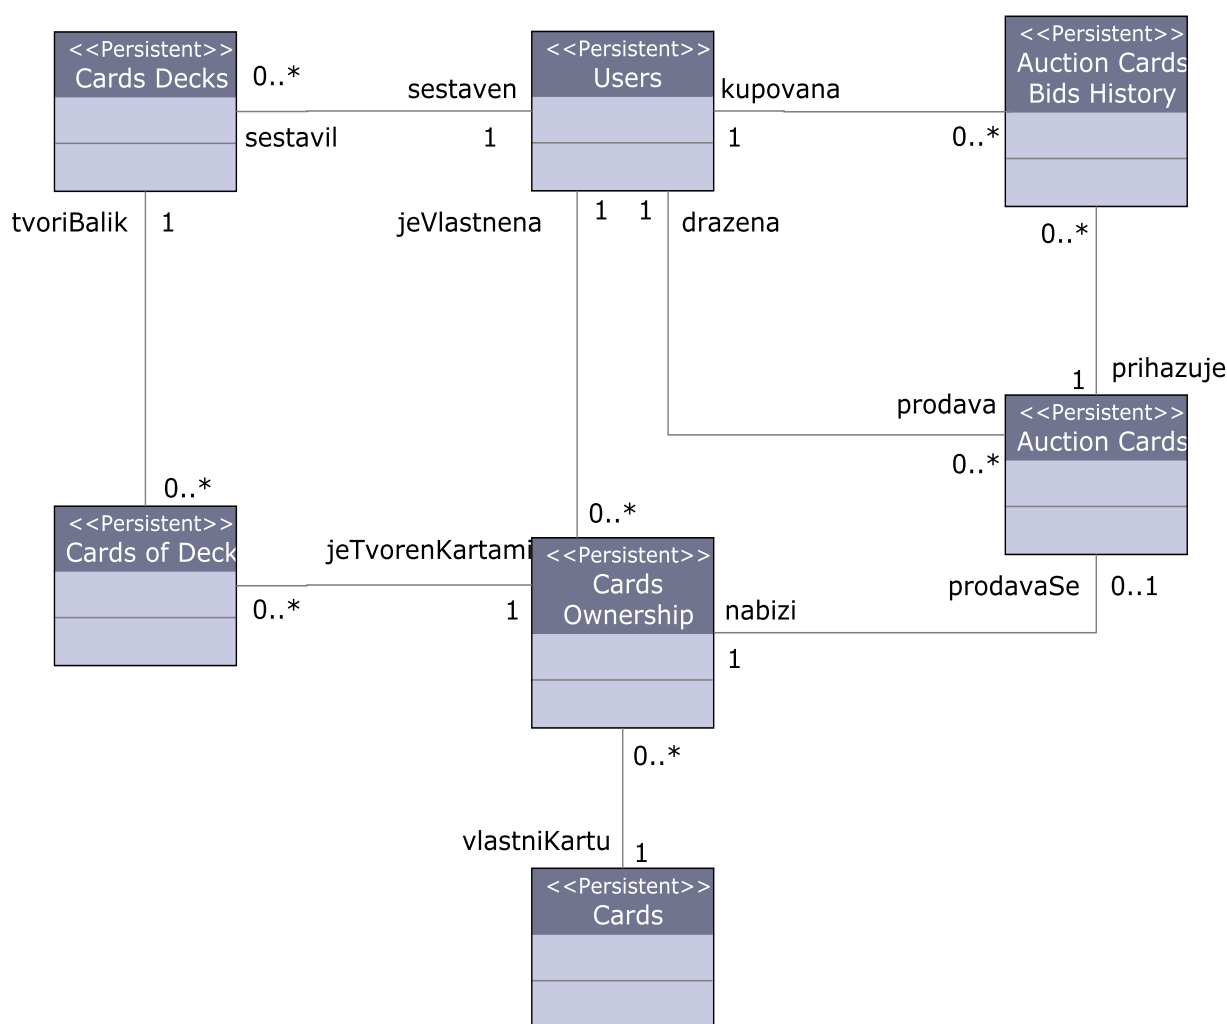 <<Persistent>>
Cards Decks
0..*
sestavil
sestaven
1
<<Persistent>>
Users
kupovana
1
0..*
<<Persistent>>
Auction Cards
Bids History
tvoriBalik
1
jeVlastnena
1
1
drazena
0..*
prihazuje
1
prodava
0..*
<<Persistent>>
Auction Cards
0..*
<<Persistent>>
Cards of Deck
0..*
jeTvorenKartami
1
0..*
<<Persistent>>
Cards
Ownership
nabizi
1
prodavaSe
0..1
0..*
vlastniKartu
1
<<Persistent>>
Cards